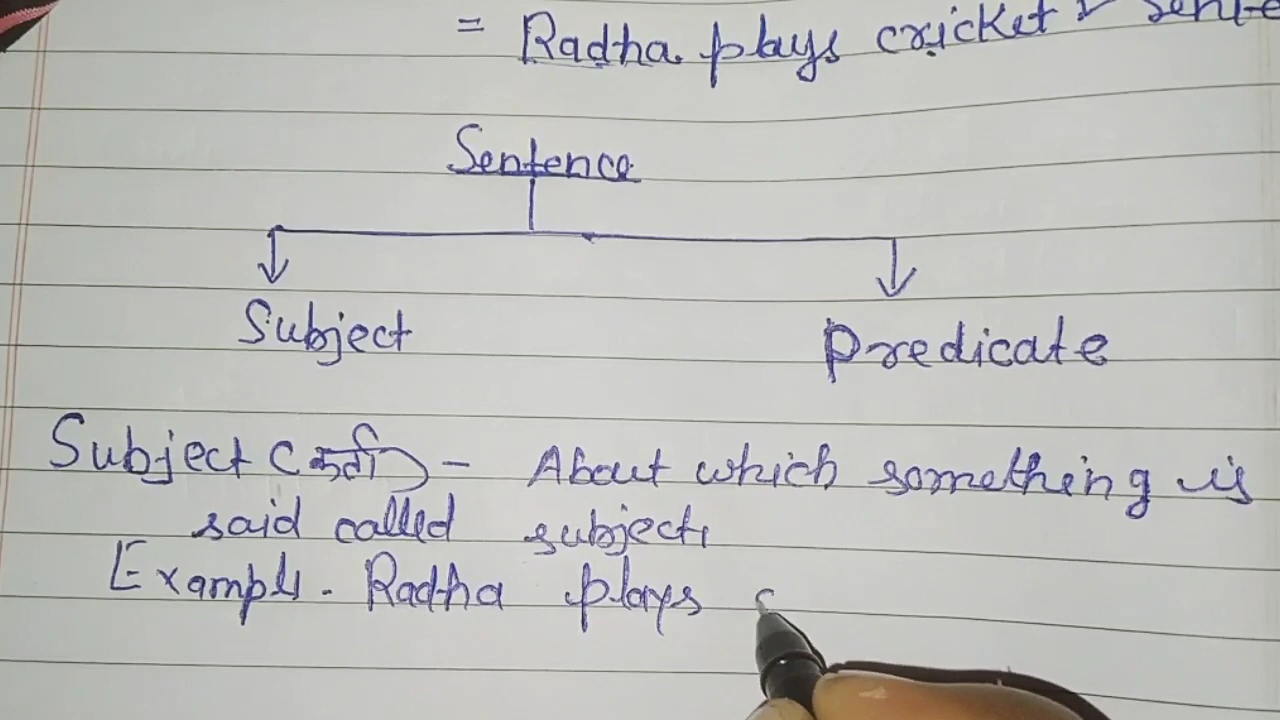 = Radha plays cricket
Sentence
Subject Predicate
Subject (कर्ता) - About which something is
said called subject.
Example. Radha plays